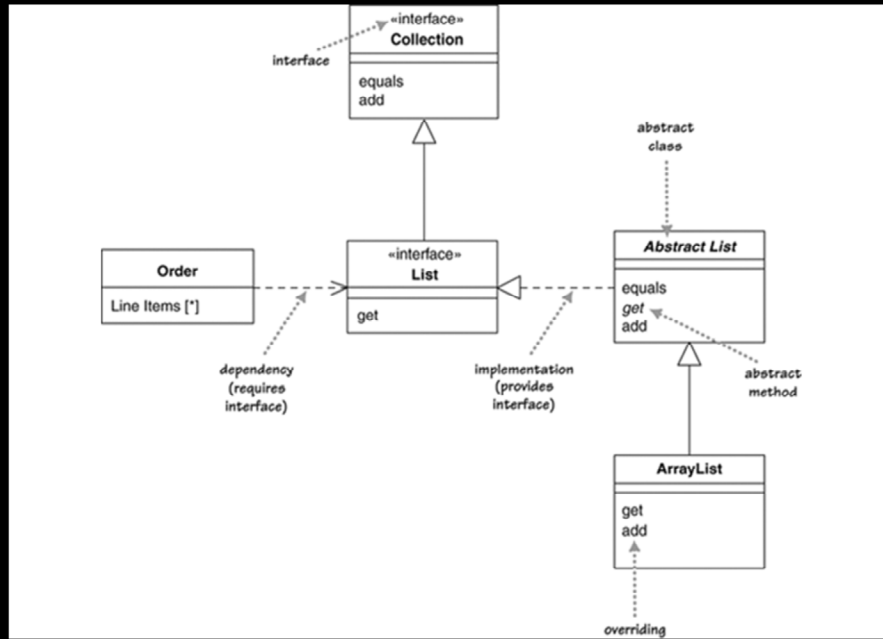 «interface»
Collection
interface
equals
add
abstract
class
«interface»
List
get
Abstract List
equals
get
add
Order
Line Items [*]
dependency
(requires
interface)
implementation
(provides
interface)
abstract
method
ArrayList
get
add
overriding